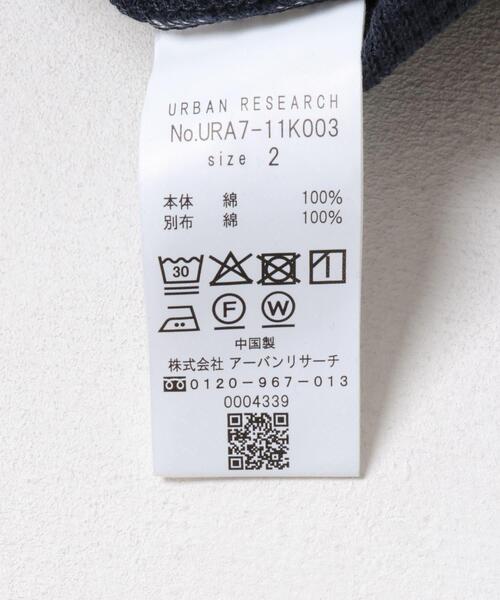 URBAN RESEARCH
No.URA7-11K003
size 2
本体 綿 100%
別布 綿 100%
30
F W
中国製
株式会社 アーバンリサーチ
0120-967-013
0004339